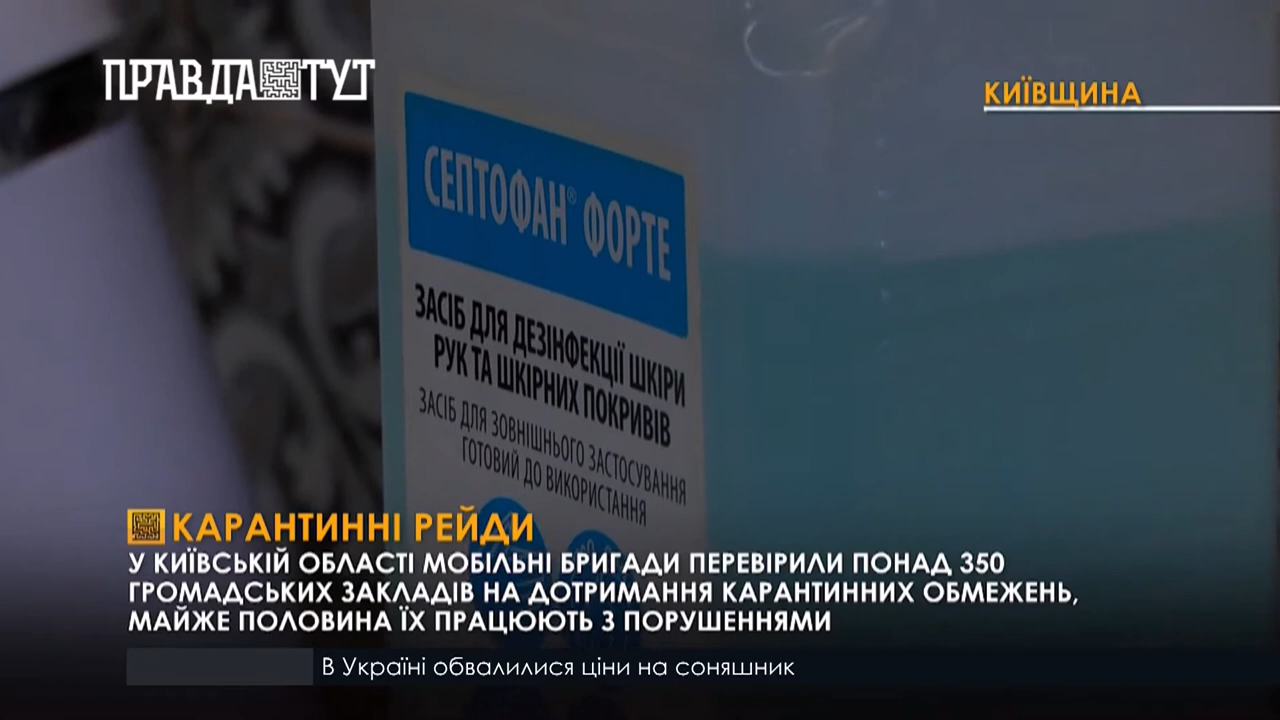 ПРАВДА ТУТ
КИЇВЩИНА
СЕПТОФАН® ФОРТЕ
ЗАСІБ ДЛЯ ДЕЗІНФЕКЦІЇ ШКІРИ
РУК ТА ШКІРНИХ ПОКРИВІВ
ЗАСІБ ДЛЯ ЗОВНІШНЬОГО ЗАСТОСУВАННЯ
ГОТОВИЙ ДО ВИКОРИСТАННЯ
КАРАНТИННІ РЕЙДИ
У КИЇВСЬКІЙ ОБЛАСТІ МОБІЛЬНІ БРИГАДИ ПЕРЕВІРИЛИ ПОНАД 350
ГРОМАДСЬКИХ ЗАКЛАДІВ НА ДОТРИМАННЯ КАРАНТИННИХ ОБМЕЖЕНЬ,
МАЙЖЕ ПОЛОВИНА ЇХ ПРАЦЮЮТЬ З ПОРУШЕННЯМИ
В Україні обвалилися ціни на соняшник